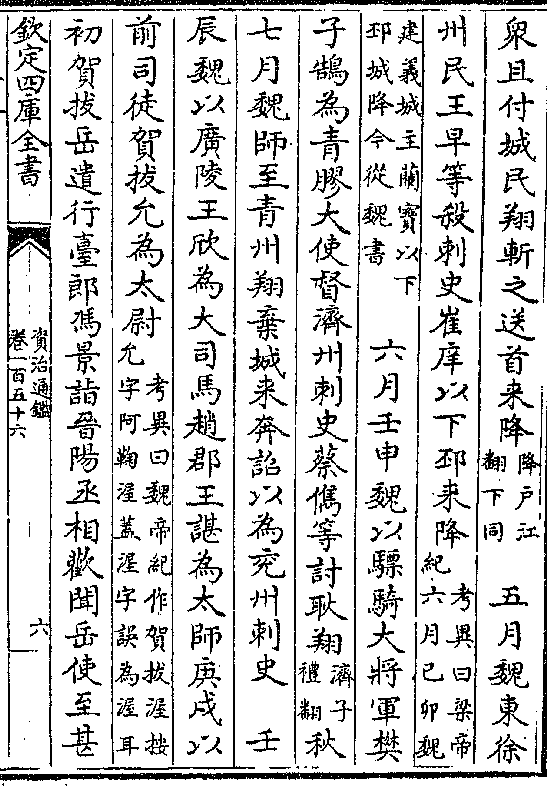 衆且付城民翔斬之送首来降降户江翻下同　五月魏東徐
州民王早等殺刺史崔庠以下邳来降考異曰梁帝紀六月己卯魏
建義城主蘭寳以下邳城降今從魏書　六月壬申魏以驃騎大將軍樊
子鵠為青膠大使督濟州刺史蔡儁等討耿翔濟子禮翻秋
七月魏師至青州翔棄城来奔詔以為兖州刺史　壬
辰魏以廣陵王欣為大司馬趙郡王諶為太師庚戌以
前司徒賀拔允為太尉考異曰魏帝紀作賀拔渥按允字阿鞠渥蓋渥字誤為渥耳
初賀拔岳遣行臺郎馮景詣晉陽丞相歡聞岳使至甚
欽定四庫全書
資治通鑑
卷一百五十六
六